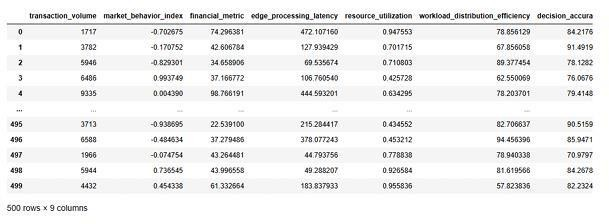 transaction_volume market_behavior_index financial_metric edge_processing_latency resource_utilization workload_distribution_efficiency decision_accura
0 1717 -0.702675 74.296381 472.107160 0.947553 78.856129 84.2176
1 3782 -0.170752 42.606784 127.939429 0.701715 67.856058 91.4919
2 5946 -0.829301 34.658906 69.535674 0.710803 89.377454 78.1282
3 6486 0.993749 37.166772 106.760540 0.425728 62.550069 76.0676
4 9335 0.004390 98.766191 444.593201 0.634295 78.203701 79.4148
... ... ... ... ... ... ...
495 3713 -0.938695 22.539100 215.284417 0.434552 82.706637 90.5159
496 6588 -0.484634 37.279486 378.077243 0.453212 94.456396 85.9471
497 1966 -0.074754 43.264481 44.793756 0.778838 78.940338 70.9797
498 5944 0.736545 43.996558 49.288207 0.926584 81.619566 84.2678
499 4432 0.454338 61.332664 183.837933 0.955836 57.823836 82.2324
500 rows × 9 columns